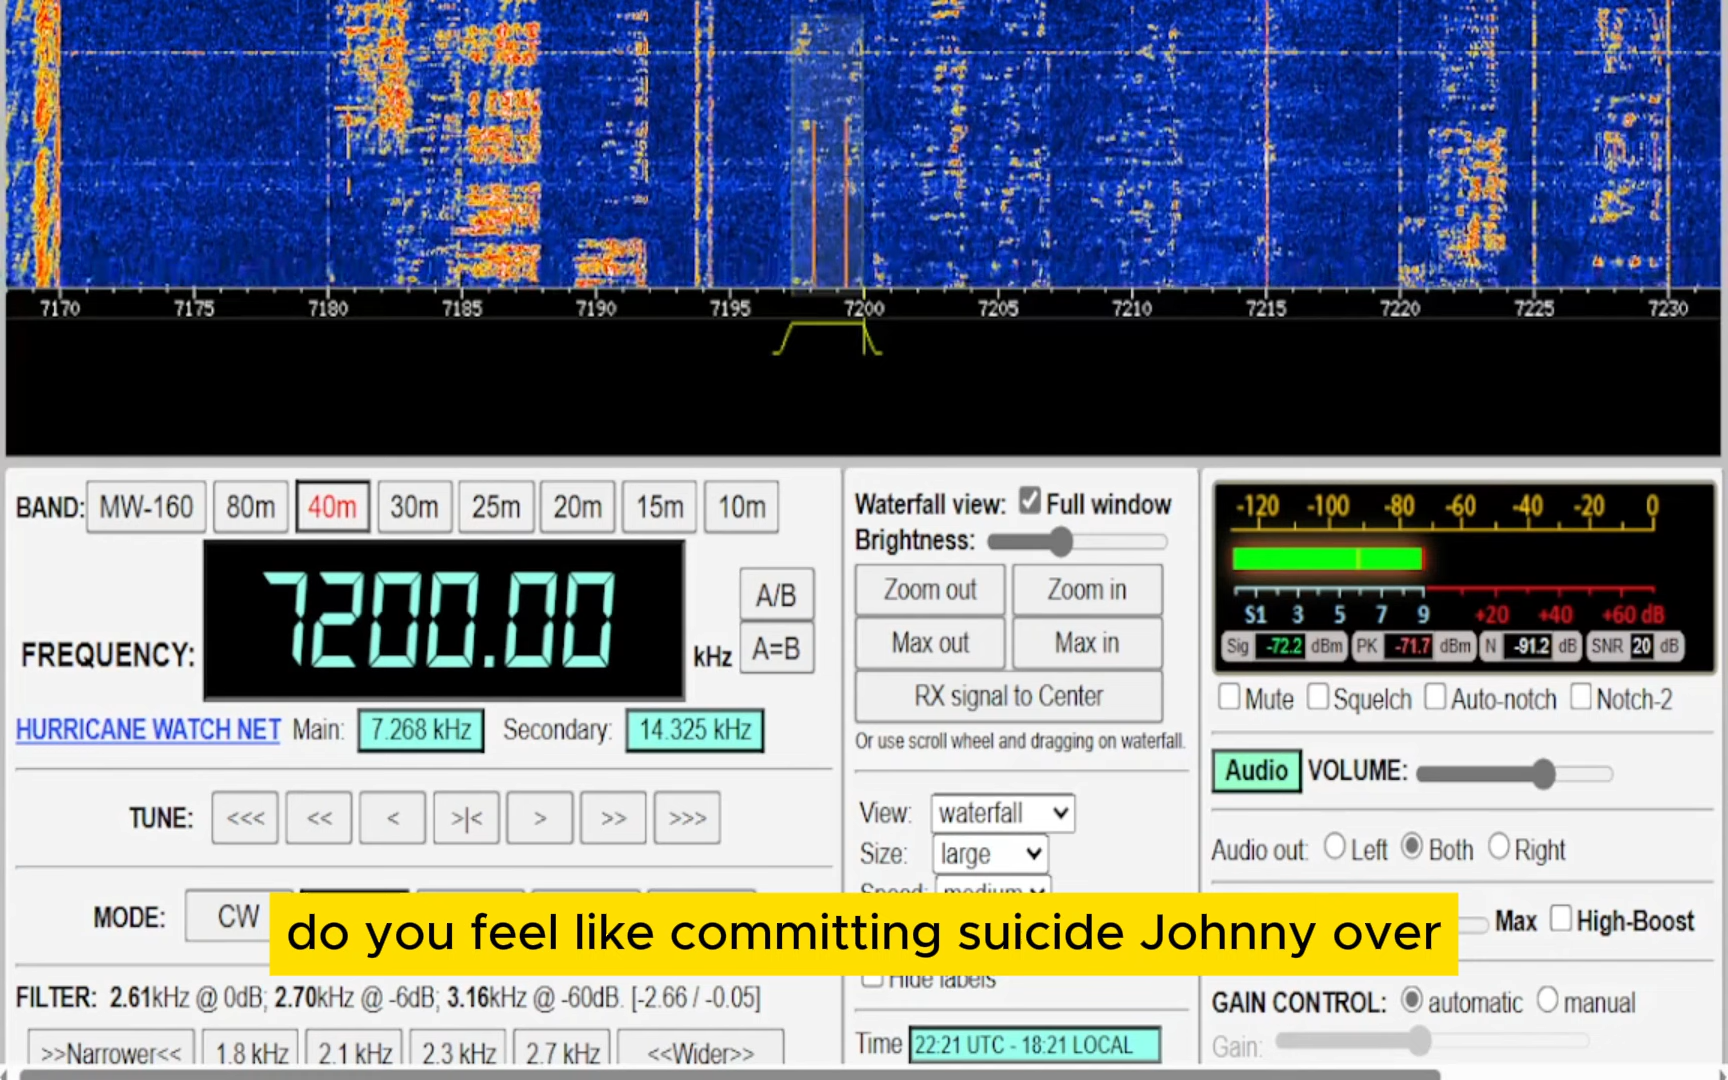 7170 7175 7180 7185 7190 7195 7200 7205 7210 7215 7220 7225 7230
BAND: MW-160 80m 40m 30m 25m 20m 15m 10m
7200.00
FREQUENCY: kHz
A/B
A=B
HURRICANE WATCH NET Main: 7.268 kHz Secondary: 14.325 kHz
TUNE: <<< << < >|< > >> >>>
MODE: CW
FILTER: 2.61kHz @ 0dB; 2.70kHz @ -6dB; 3.16kHz @ -60dB. [-2.66 / -0.05]
>>Narrower<< 1.8 kHz 2.1 kHz 2.3 kHz 2.7 kHz <<Wider>>
Waterfall view: Full window
Brightness:
Zoom out Zoom in
Max out Max in
RX signal to Center
Or use scroll wheel and dragging on waterfall.
View: waterfall
Size: large
Speed: medium
Hide labels
Time 22:21 UTC - 18:21 LOCAL
-120 -100 -80 -60 -40 -20 0
S1 3 5 7 9 +20 +40 +60 dB
Sig -72.2 dBm PK -71.7 dBm N -91.2 dB SNR 20 dB
Mute Squelch Auto-notch Notch-2
Audio VOLUME:
Audio out: Left Both Right
Max High-Boost
GAIN CONTROL: automatic manual
Gain:
do you feel like committing suicide Johnny over